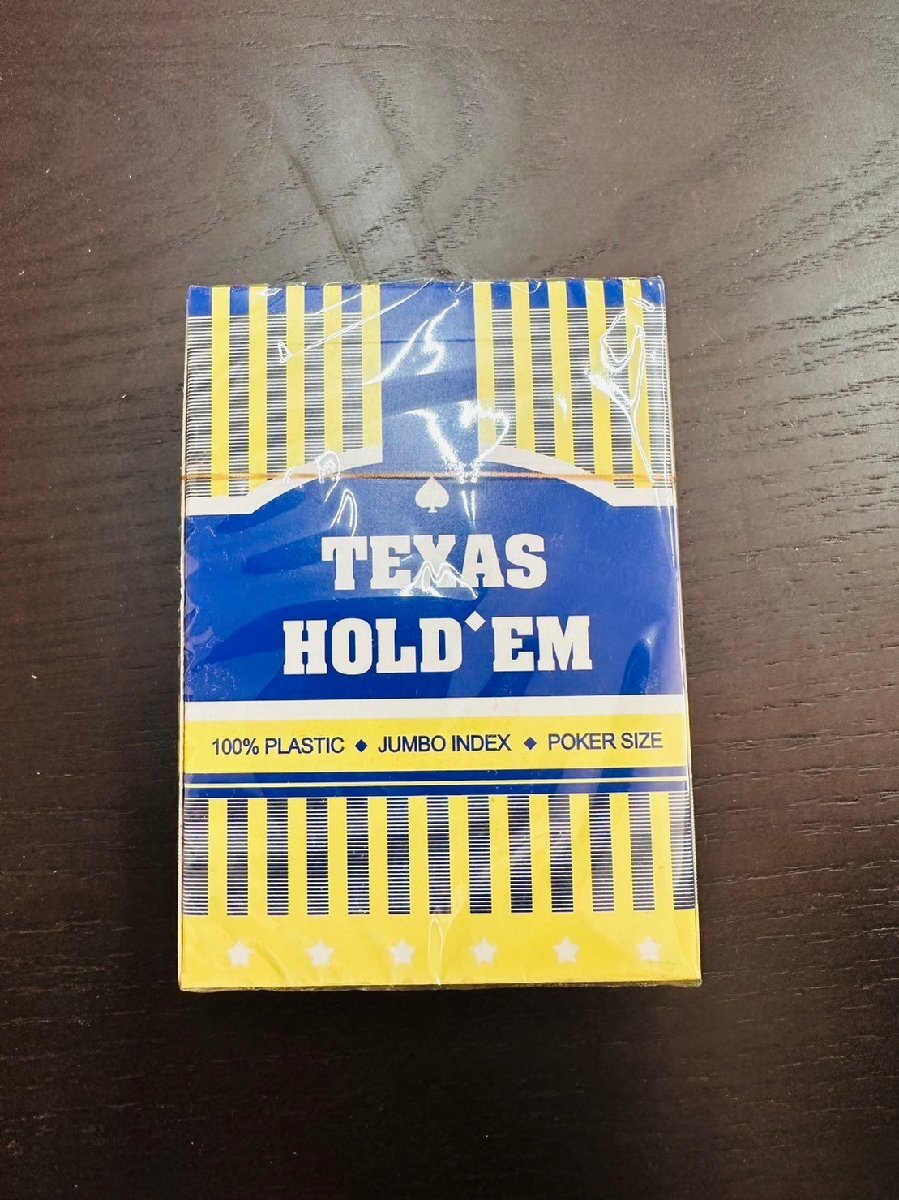 TEXAS
HOLD'EM
100% PLASTIC ♦ JUMBO INDEX ♠ POKER SIZE